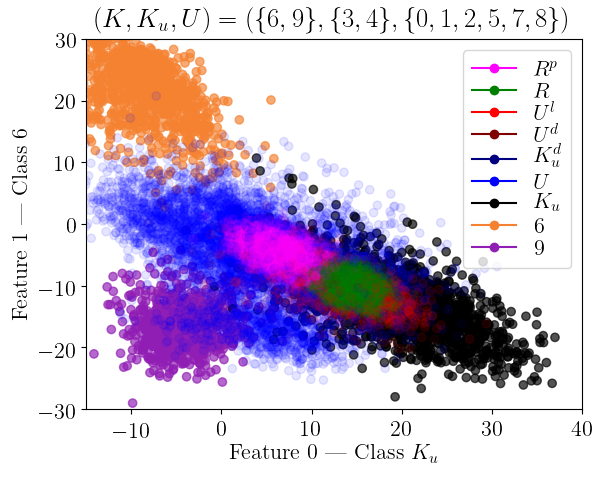 (K, K_u, U) = ({6, 9}, {3, 4}, {0, 1, 2, 5, 7, 8})
30
20
10
0
−10
−20
−30
−10
0
10
20
30
40
Feature 1 — Class 6
Feature 0 — Class K_u
R^p
R
U^l
U^d
K_u^d
U
K_u
6
9